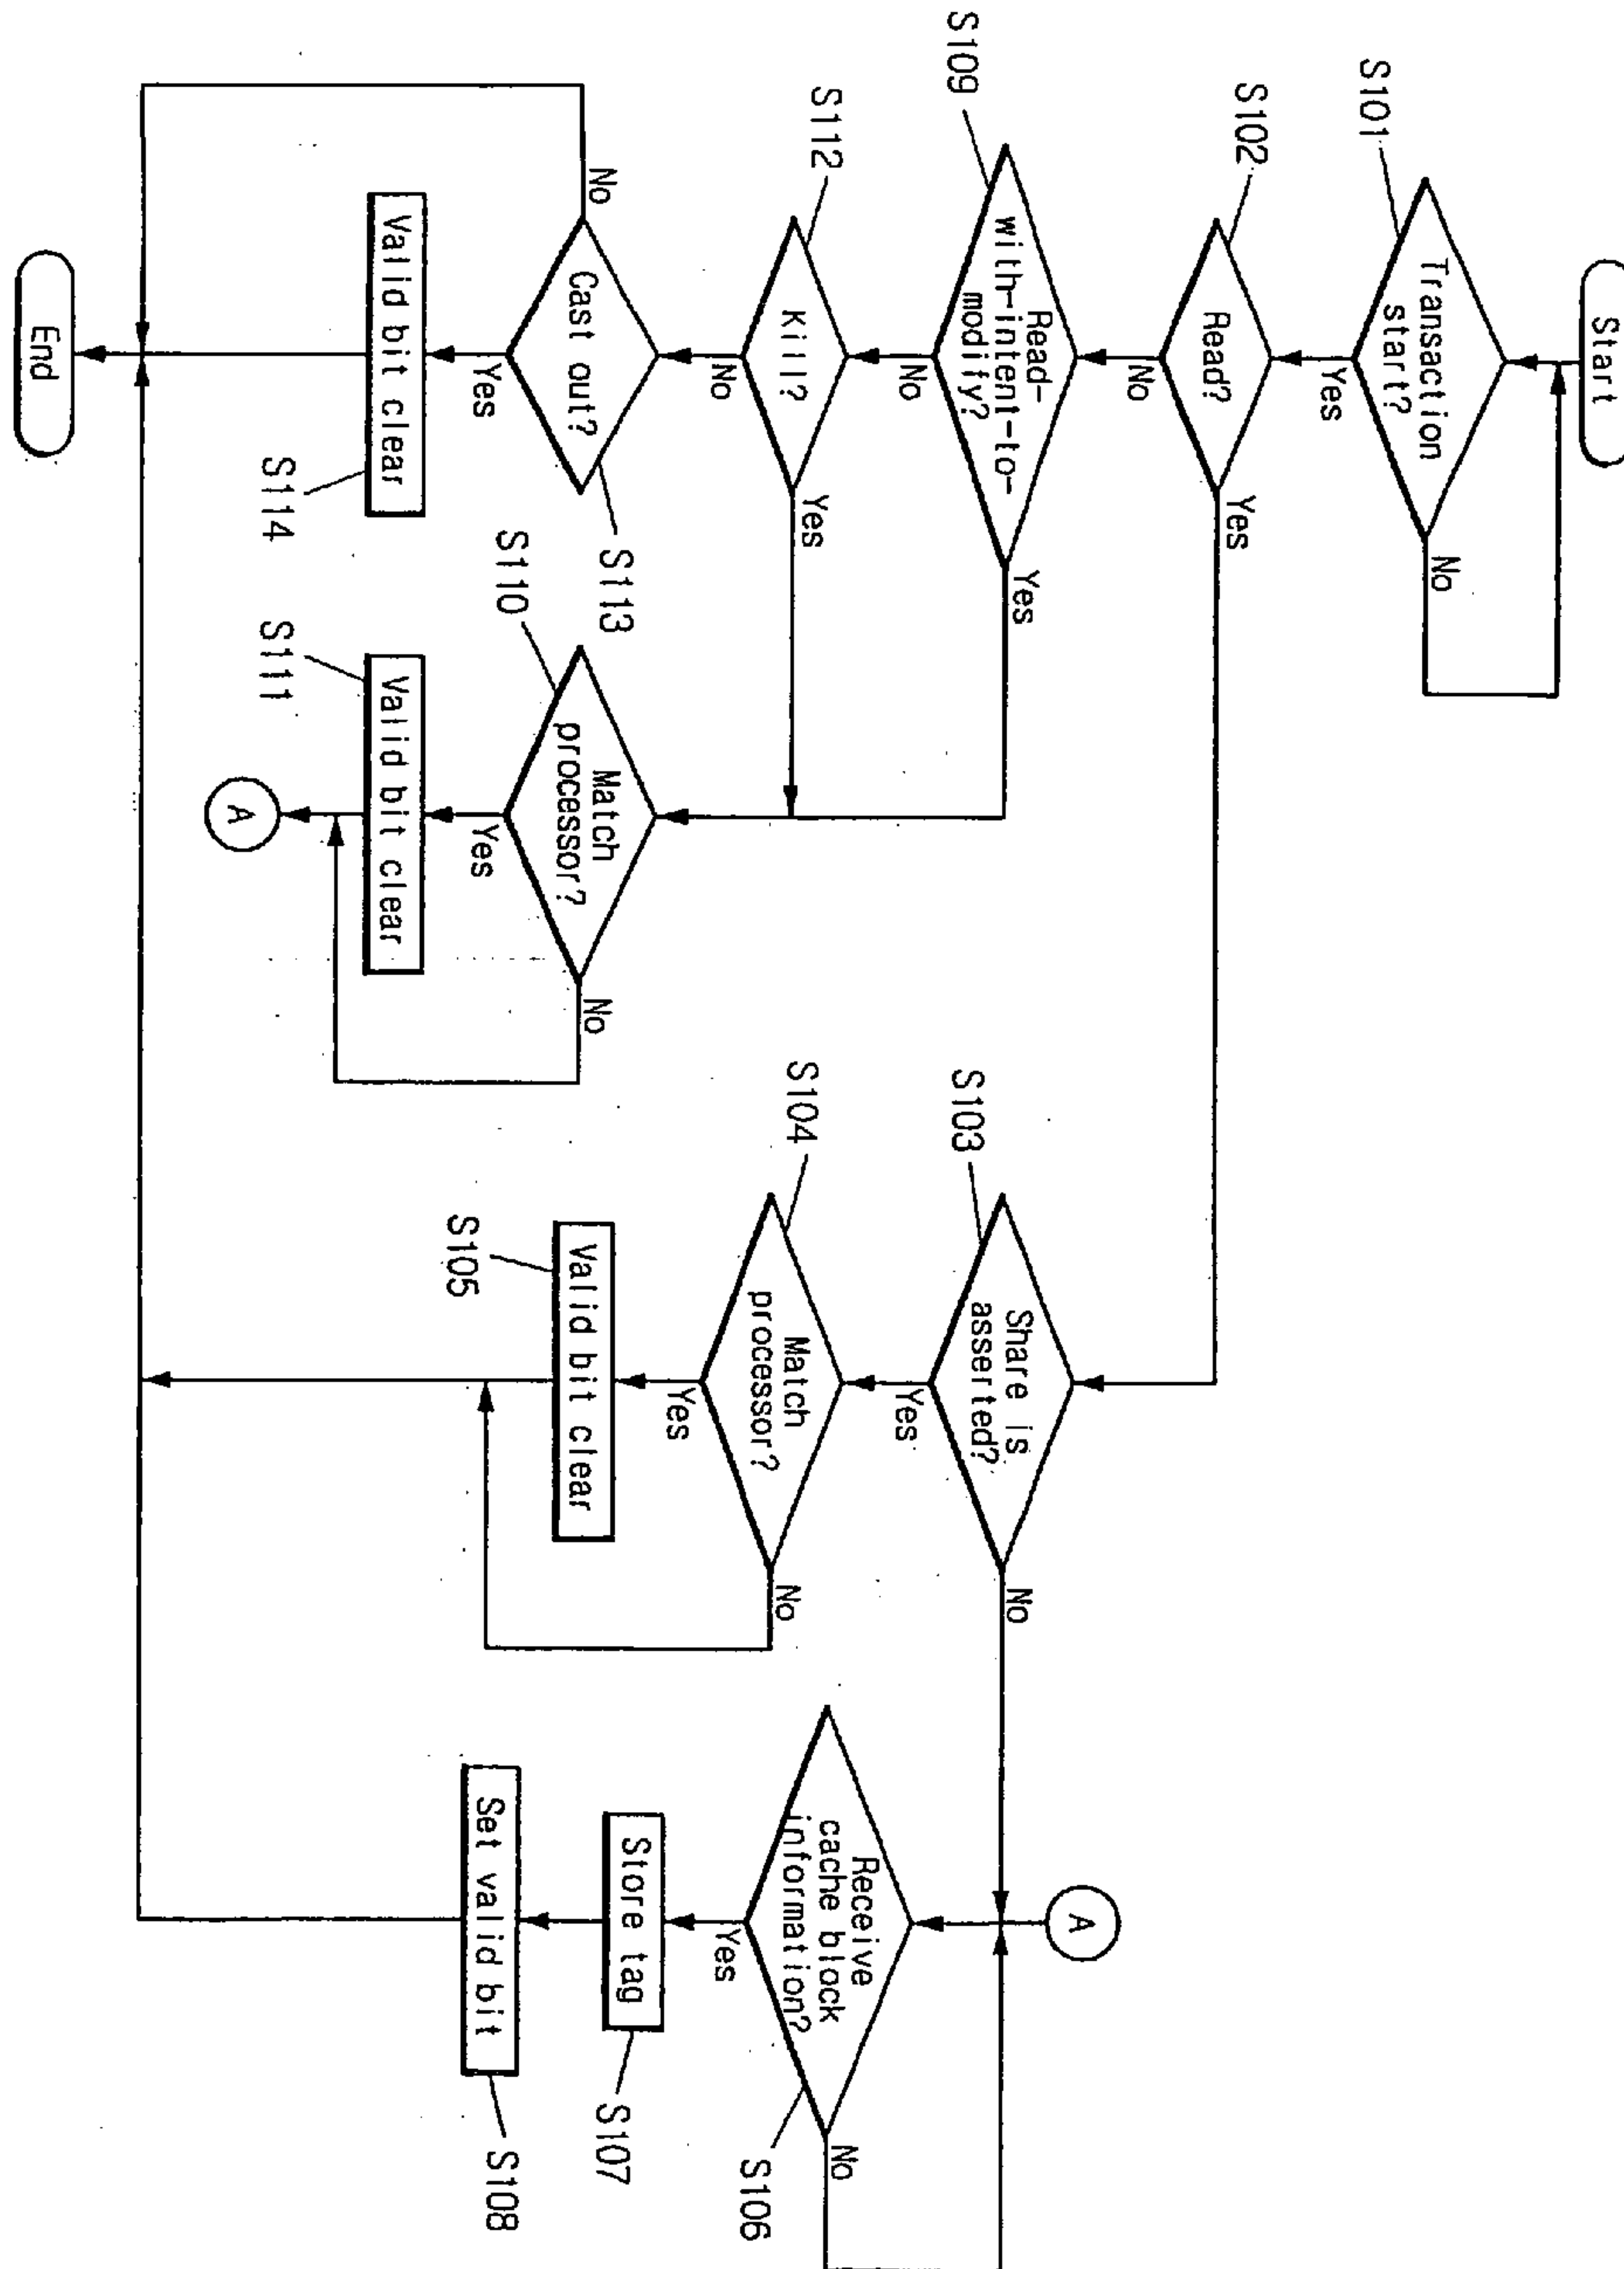 Start
Transaction
start?
S101
No
Yes
Read?
S102
Yes
No
Read-
with-intent-to-
modify?
S109
Yes
No
Kill?
S112
Yes
No
Cast out?
S113
No
Yes
Valid bit clear
S114
End
Match
processor?
S110
No
Yes
Valid bit clear
S111
A
Share is
asserted?
S103
No
Yes
Match
processor?
S104
No
Yes
Valid bit clear
S105
A
Receive
cache block
information?
S106
No
Yes
Store tag
S107
Set valid bit
S108